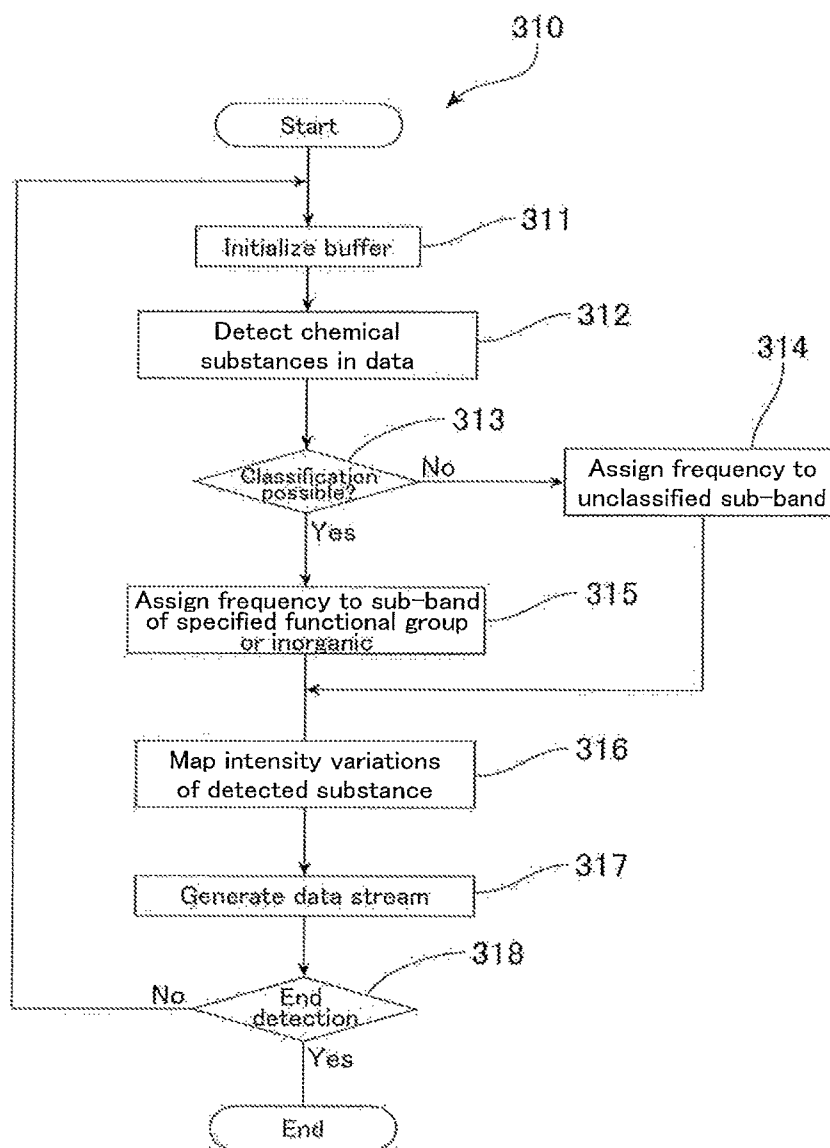 310
Start
Initialize buffer
311
Detect chemical
substances in data
312
313
Classification
possible?
No
Yes
314
Assign frequency to
unclassified sub-band
Assign frequency to sub-band
of specified functional group
or inorganic
315
Map intensity variations
of detected substance
316
Generate data stream
317
318
End
detection
No
Yes
End